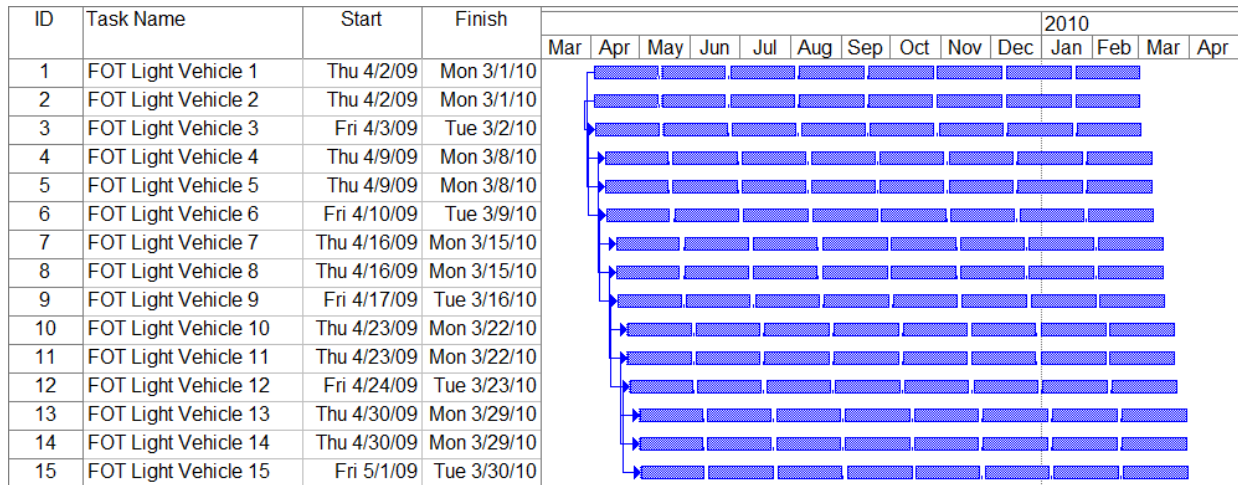 ID Task Name Start Finish 2010
Mar Apr May Jun Jul Aug Sep Oct Nov Dec Jan Feb Mar Apr
1 FOT Light Vehicle 1 Thu 4/2/09 Mon 3/1/10
2 FOT Light Vehicle 2 Thu 4/2/09 Mon 3/1/10
3 FOT Light Vehicle 3 Fri 4/3/09 Tue 3/2/10
4 FOT Light Vehicle 4 Thu 4/9/09 Mon 3/8/10
5 FOT Light Vehicle 5 Thu 4/9/09 Mon 3/8/10
6 FOT Light Vehicle 6 Fri 4/10/09 Tue 3/9/10
7 FOT Light Vehicle 7 Thu 4/16/09 Mon 3/15/10
8 FOT Light Vehicle 8 Thu 4/16/09 Mon 3/15/10
9 FOT Light Vehicle 9 Fri 4/17/09 Tue 3/16/10
10 FOT Light Vehicle 10 Thu 4/23/09 Mon 3/22/10
11 FOT Light Vehicle 11 Thu 4/23/09 Mon 3/22/10
12 FOT Light Vehicle 12 Fri 4/24/09 Tue 3/23/10
13 FOT Light Vehicle 13 Thu 4/30/09 Mon 3/29/10
14 FOT Light Vehicle 14 Thu 4/30/09 Mon 3/29/10
15 FOT Light Vehicle 15 Fri 5/1/09 Tue 3/30/10